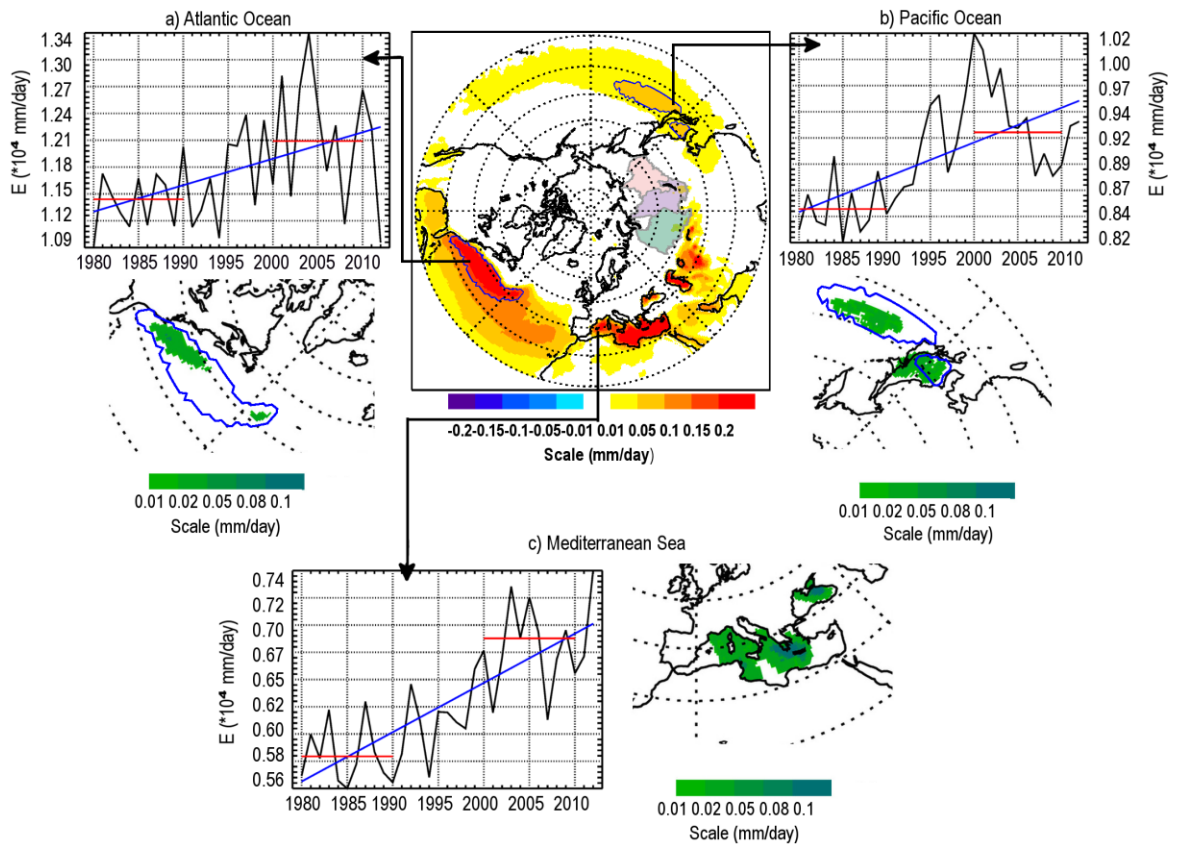 a) Atlantic Ocean
b) Pacific Ocean
1.34
1.30
1.27
1.24
1.21
1.15
1.12
1.09
E (*10⁴ mm/day)
1980 1985 1990 1995 2000 2005 2010
1.02
1.00
0.97
0.94
0.92
0.89
0.87
0.84
0.82
E (*10⁴ mm/day)
1980 1985 1990 1995 2000 2005 2010
-0.2-0.15-0.1-0.05-0.01 0.01 0.05 0.1 0.15 0.2
Scale (mm/day)
0.01 0.02 0.05 0.08 0.1
Scale (mm/day)
0.01 0.02 0.05 0.08 0.1
Scale (mm/day)
c) Mediterranean Sea
0.74
0.72
0.70
0.67
0.65
0.62
0.60
0.58
0.56
E (*10⁴ mm/day)
1980 1985 1990 1995 2000 2005 2010
0.01 0.02 0.05 0.08 0.1
Scale (mm/day)